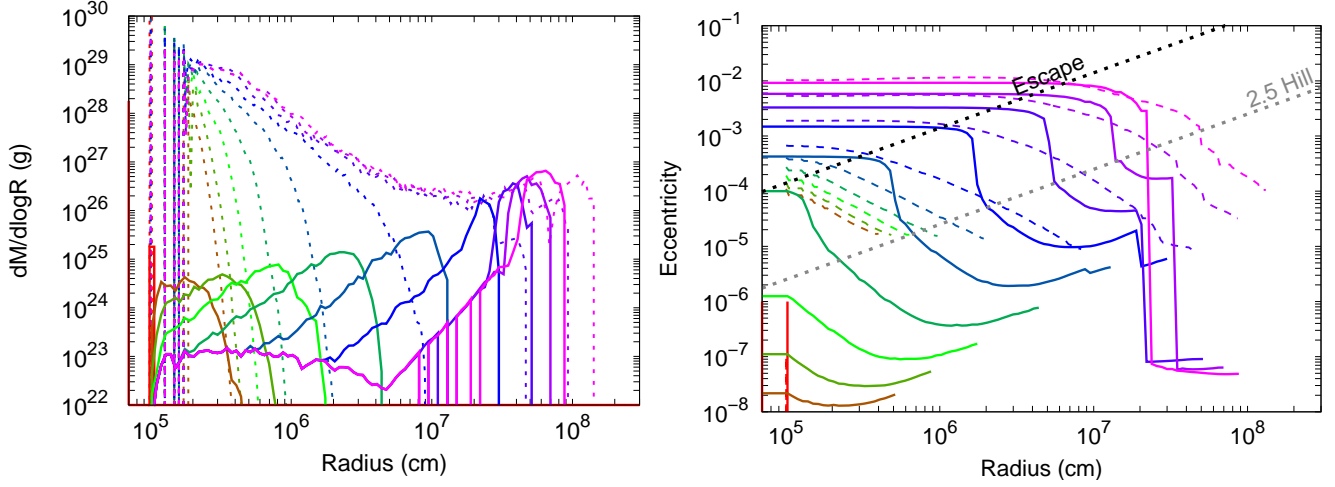 10^30
10^29
10^28
10^27
10^26
10^25
10^24
10^23
10^22
dM/dlogR (g)
10^5 10^6 10^7 10^8
Radius (cm)
10^-1
10^-2
10^-3
10^-4
10^-5
10^-6
10^-7
10^-8
Eccentricity
Escape
2.5 Hill
10^5 10^6 10^7 10^8
Radius (cm)